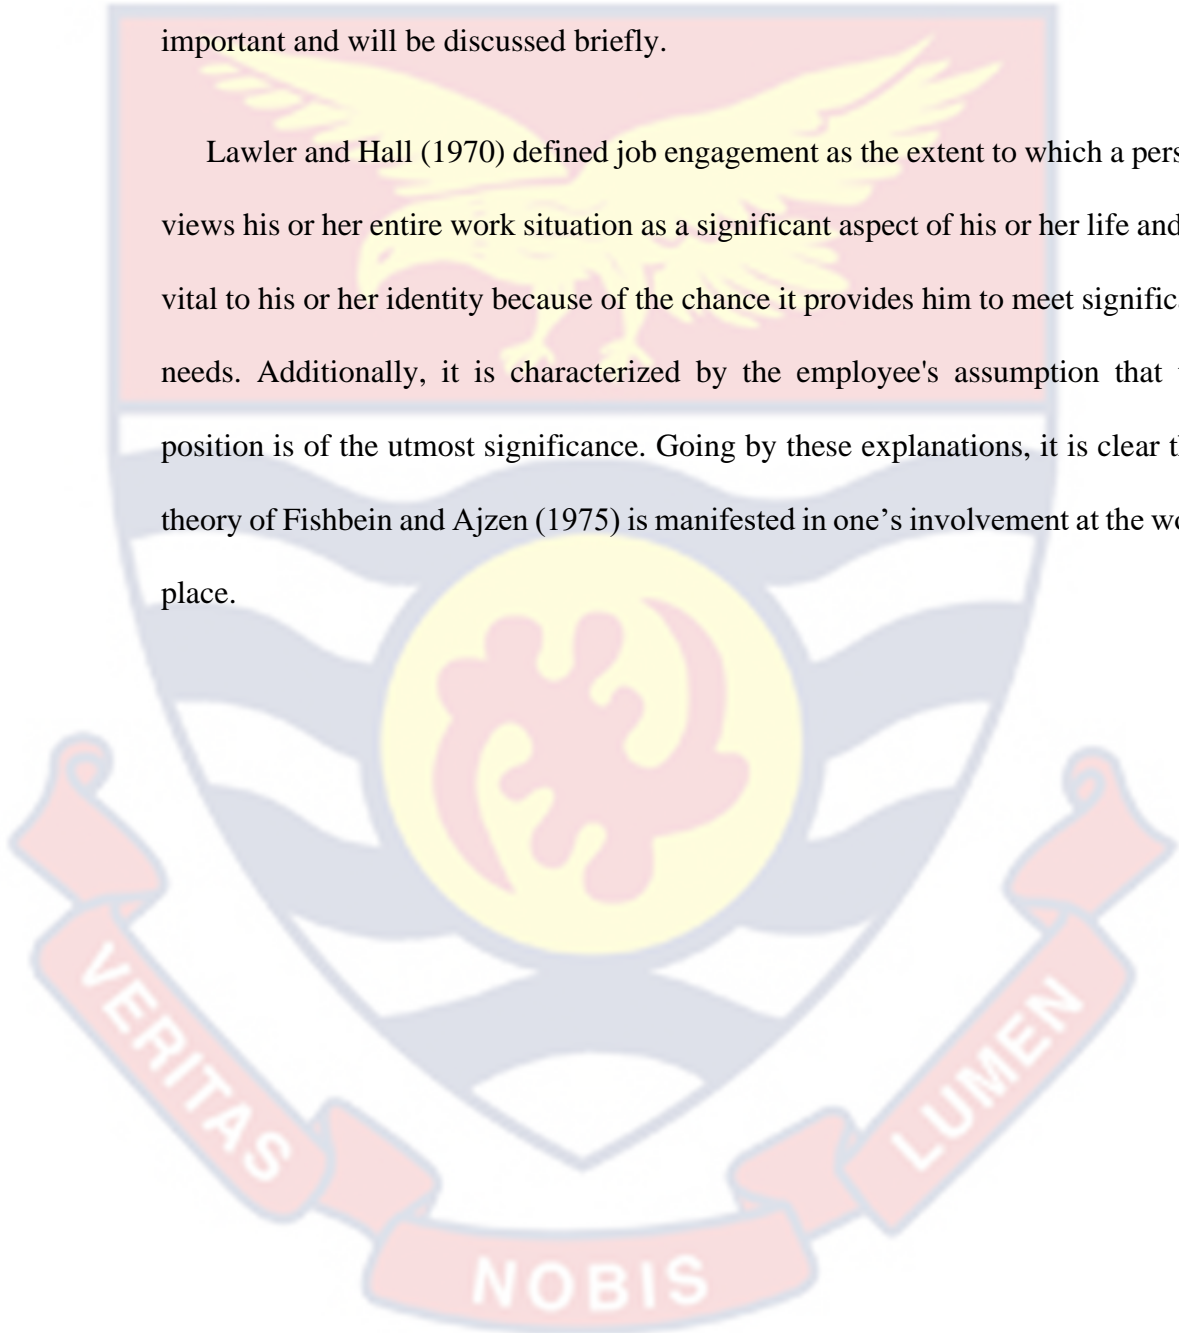 important and will be discussed briefly.
Lawler and Hall (1970) defined job engagement as the extent to which a pers
views his or her entire work situation as a significant aspect of his or her life and
vital to his or her identity because of the chance it provides him to meet signific
needs. Additionally, it is characterized by the employee's assumption that
position is of the utmost significance. Going by these explanations, it is clear th
theory of Fishbein and Ajzen (1975) is manifested in one’s involvement at the wo
place.
VERITAS
NOBIS
LUMEN